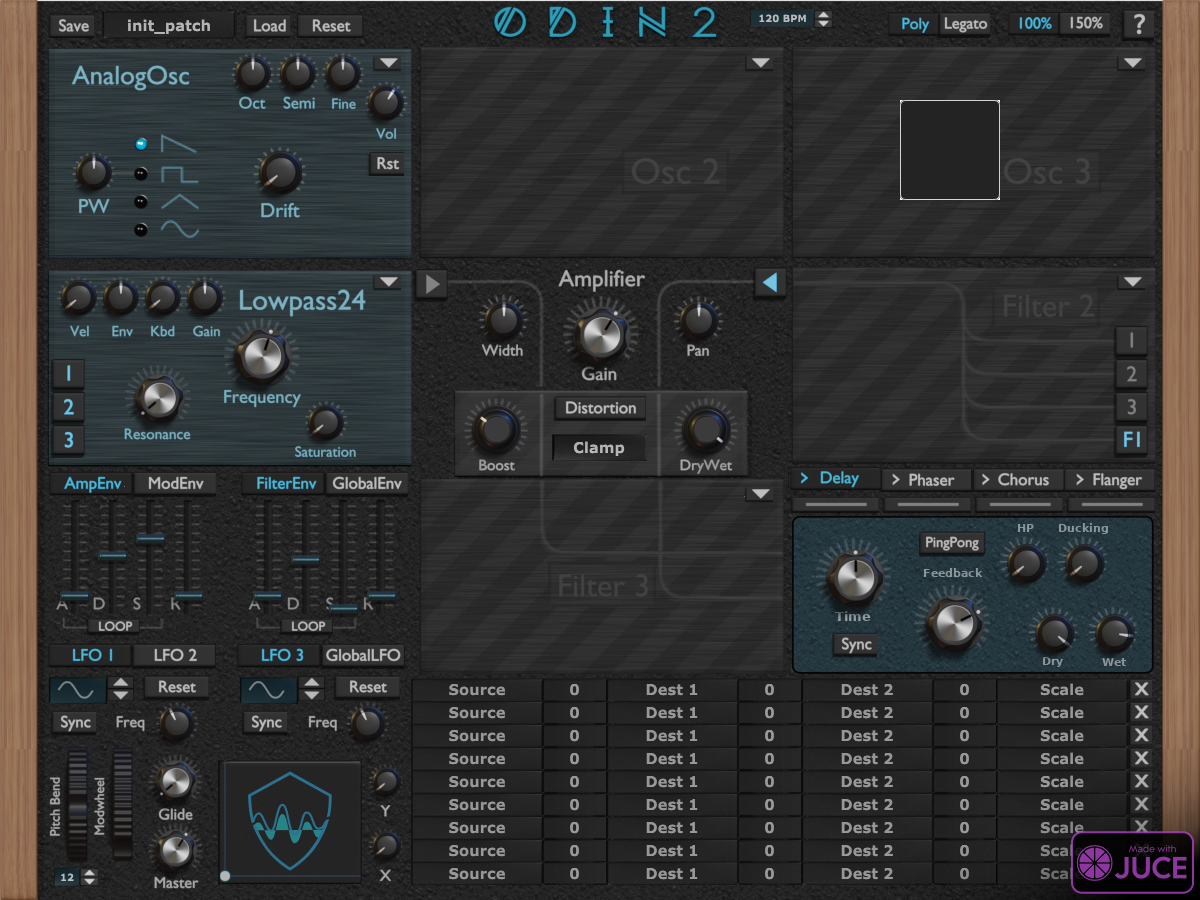 Save init_patch Load Reset ODIN 2 120 BPM Poly Legato 100% 150% ?
AnalogOsc
Oct Semi Fine
Vol
Rst
PW
Drift
Osc 2
Osc 3
Lowpass24
Vel Env Kbd Gain
1
2
3
Frequency
Resonance
Saturation
Amplifier
Width
Gain
Pan
Distortion
Clamp
Boost
DryWet
Filter 2
1
2
3
F1
AmpEnv ModEnv FilterEnv GlobalEnv
A D S R
LOOP
A D S R
LOOP
Filter 3
> Delay > Phaser > Chorus > Flanger
HP Ducking
PingPong
Feedback
Time
Sync
Dry Wet
LFO 1 LFO 2 LFO 3 GlobalLFO
Reset Reset
Sync Freq Sync Freq
Pitch Bend
Modwheel
Glide
Master
12
Y
X
Source 0 Dest 1 0 Dest 2 0 Scale X
Source 0 Dest 1 0 Dest 2 0 Scale X
Source 0 Dest 1 0 Dest 2 0 Scale X
Source 0 Dest 1 0 Dest 2 0 Scale X
Source 0 Dest 1 0 Dest 2 0 Scale X
Source 0 Dest 1 0 Dest 2 0 Scale X
Source 0 Dest 1 0 Dest 2 0 Scale X
Source 0 Dest 1 0 Dest 2 0
Source 0 Dest 1 0 Dest 2 0
Made with
JUCE